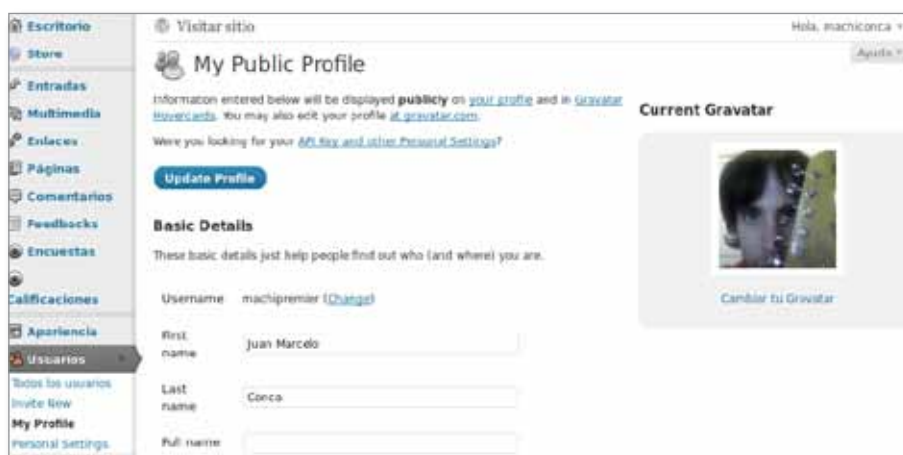 Escritorio
Store
Entradas
Multimedia
Enlaces
Páginas
Comentarios
Feedbacks
Encuestas
Calificaciones
Apariencia
Usuarios
Todos los usuarios
Invite New
My Profile
Personal Settings
Visitar sitio
Hola, machiconca
Ayuda
My Public Profile
Information entered below will be displayed publicly on your profile and in Gravatar
Hovercards. You may also edit your profile at gravatar.com.
Were you looking for your API Key and other Personal Settings?
Update Profile
Basic Details
These basic details just help people find out who (and where) you are.
Username machipremier (Change)
First
name
Juan Marcelo
Last
name
Conca
Full name
Current Gravatar
Cambiar tu Gravatar